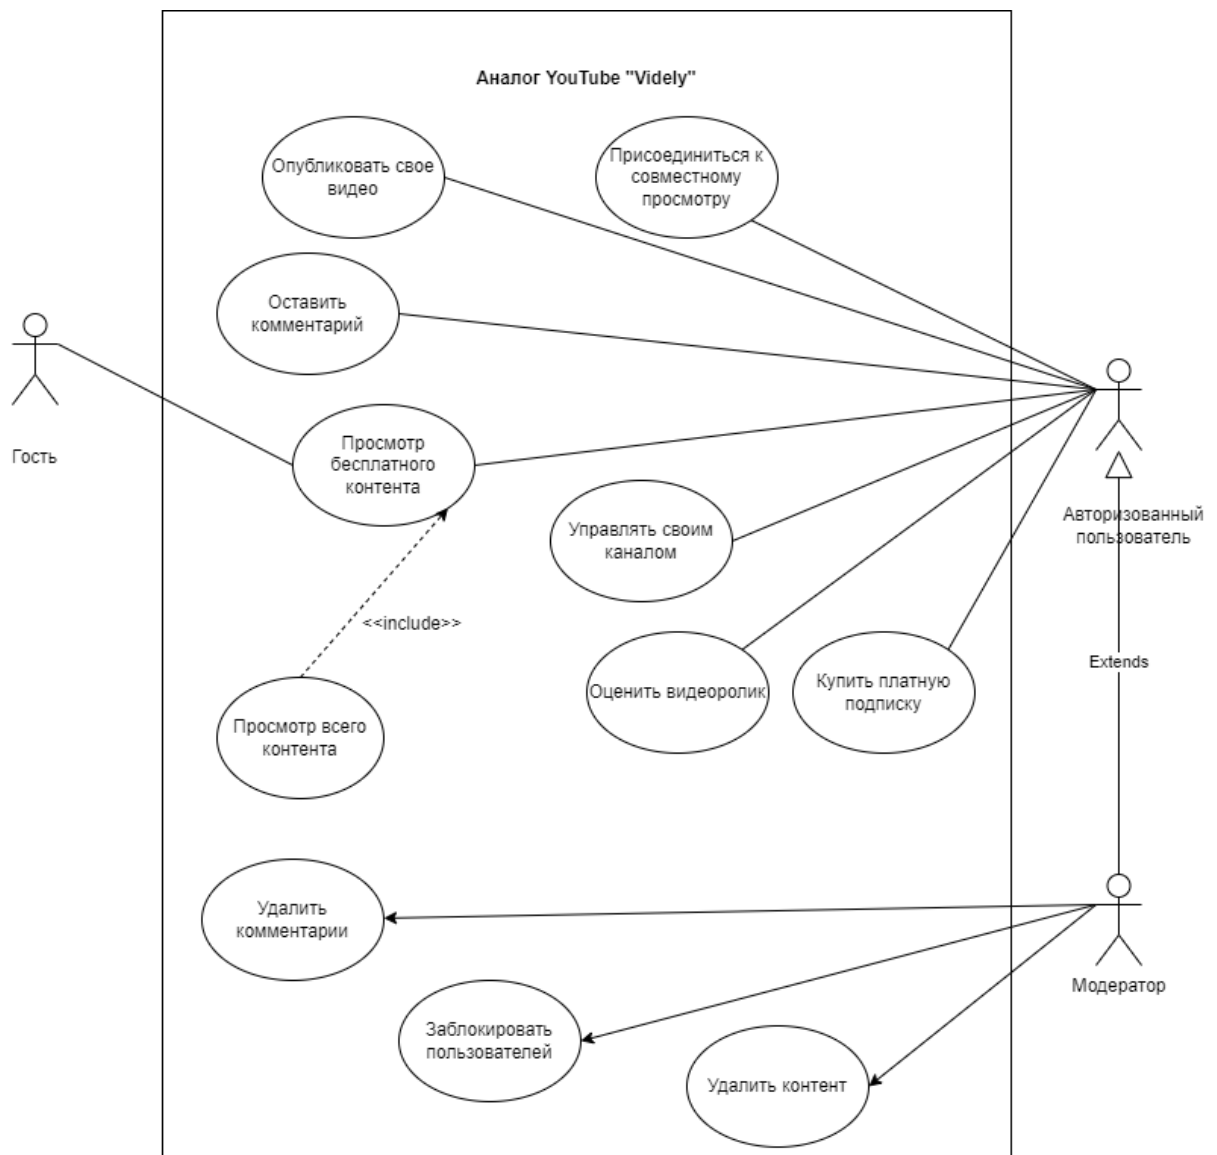 Аналог YouTube "Videly"
Опубликовать свое
видео
Присоединиться к
совместному
просмотру
Оставить
комментарий
Гость
Просмотр
бесплатного
контента
Авторизованный
пользователь
Управлять своим
каналом
<<include>>
Оценить видеоролик
Купить платную
подписку
Extends
Просмотр всего
контента
Удалить
комментарии
Модератор
Заблокировать
пользователей
Удалить контент